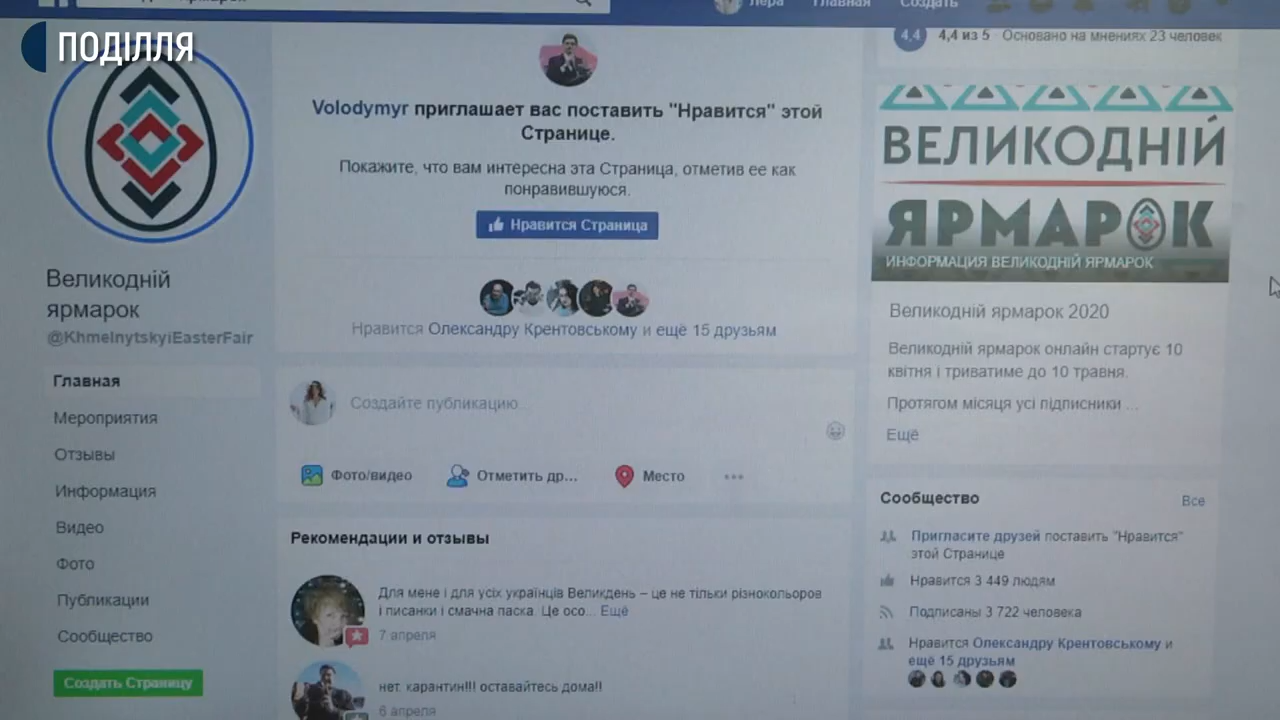 ПОДІЛЛЯ
Лера
Главная
Создать
Великодній
ярмарок
@KhmelnytskyiEasterFair
Главная
Мероприятия
Отзывы
Информация
Видео
Фото
Публикации
Сообщество
Создать Страницу
Volodymyr приглашает вас поставить "Нравится" этой
Странице.
Покажите, что вам интересна эта Страница, отметив ее как
понравившуюся.
Нравится Страница
Нравится Олександру Крентовському и ещё 15 друзьям
Создайте публикацию...
Фото/видео
Отметить др...
Место
Рекомендации и отзывы
Для мене і для усіх українців Великдень – це не тільки різнокольоров
і писанки і смачна паска. Це осо... Ещё
7 апреля
нет. карантин!!! оставайтесь дома!!
6 апреля
4,4
4,4 из 5 · Основано на мнениях 23 человек
ВЕЛИКОДНІЙ
ЯРМАРОК
ИНФОРМАЦИЯ ВЕЛИКОДНІЙ ЯРМАРОК
Великодній ярмарок 2020
Великодній ярмарок онлайн стартує 10
квітня і триватиме до 10 травня.
Протягом місяця усі підписники ...
Ещё
Сообщество
Все
Пригласите друзей поставить "Нравится"
этой Странице
Нравится 3 449 людям
Подписаны 3 722 человека
Нравится Олександру Крентовському и
ещё 15 друзьям